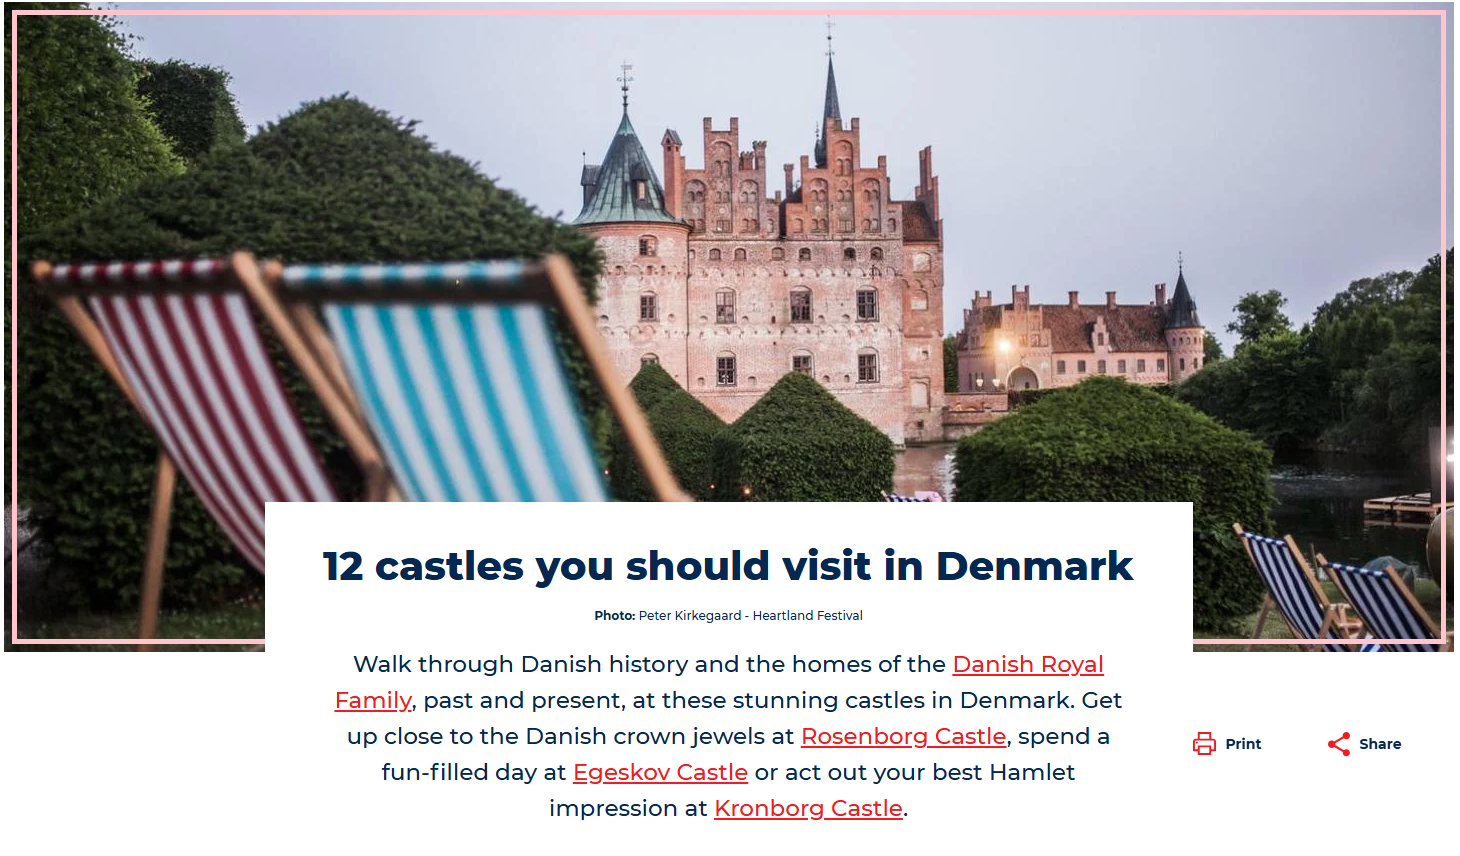 12 castles you should visit in Denmark
Photo: Peter Kirkegaard - Heartland Festival
Walk through Danish history and the homes of the Danish Royal
Family, past and present, at these stunning castles in Denmark. Get
up close to the Danish crown jewels at Rosenborg Castle, spend a
fun-filled day at Egeskov Castle or act out your best Hamlet
impression at Kronborg Castle.
Print
Share